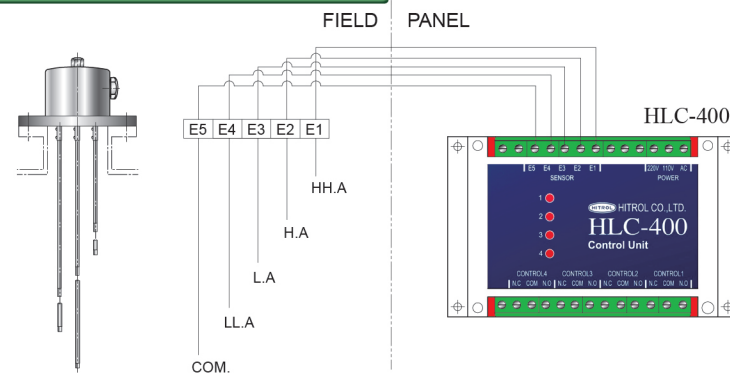 FIELD PANEL
HLC-400
E5 E4 E3 E2 E1
HH.A
H.A
L.A
LL.A
COM.
E5 E4 E3 E2 E1 220V 110V AC
SENSOR POWER
1
2
3
4
HITROL HITROL CO.,LTD.
HLC-400
Control Unit
CONTROL4 CONTROL3 CONTROL2 CONTROL1
N.C COM N.O N.C COM N.O N.C COM N.O N.C COM N.O